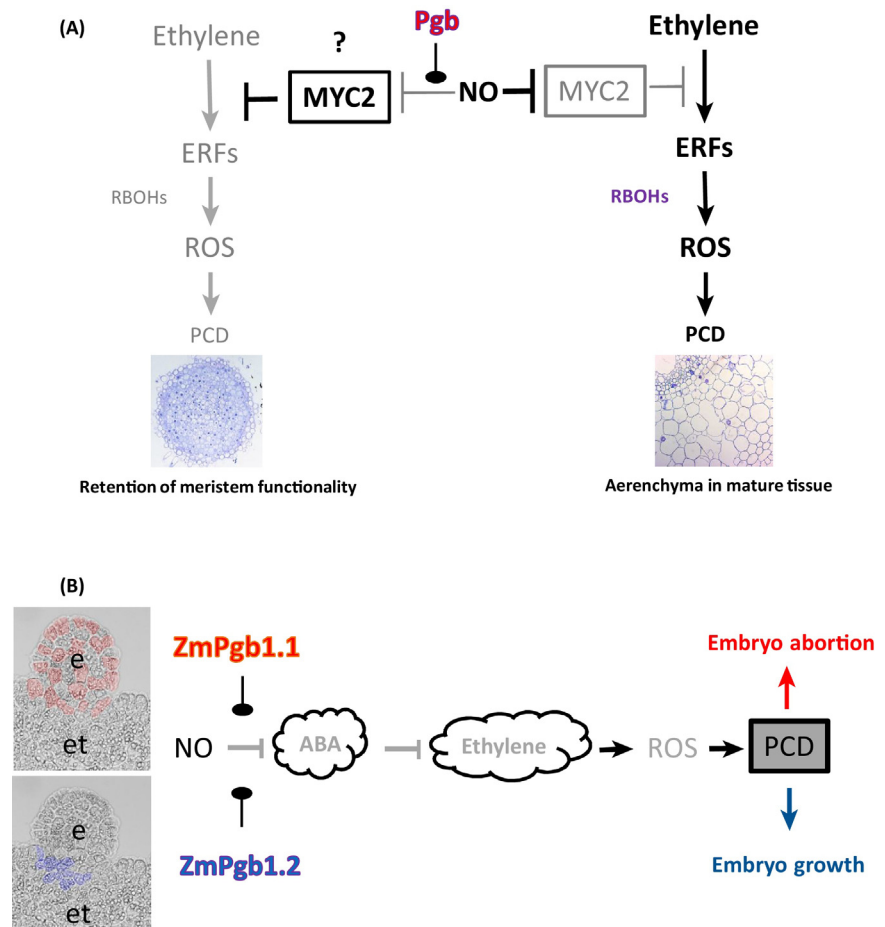 (A)
Ethylene
?
Pgb
Ethylene
MYC2
NO
MYC2
ERFs
ERFs
RBOHs
RBOHs
ROS
ROS
PCD
PCD
Retention of meristem functionality
Aerenchyma in mature tissue
(B)
e
et
ZmPgb1.1
Embryo abortion
NO
ABA
Ethylene
ROS
PCD
e
et
ZmPgb1.2
Embryo growth